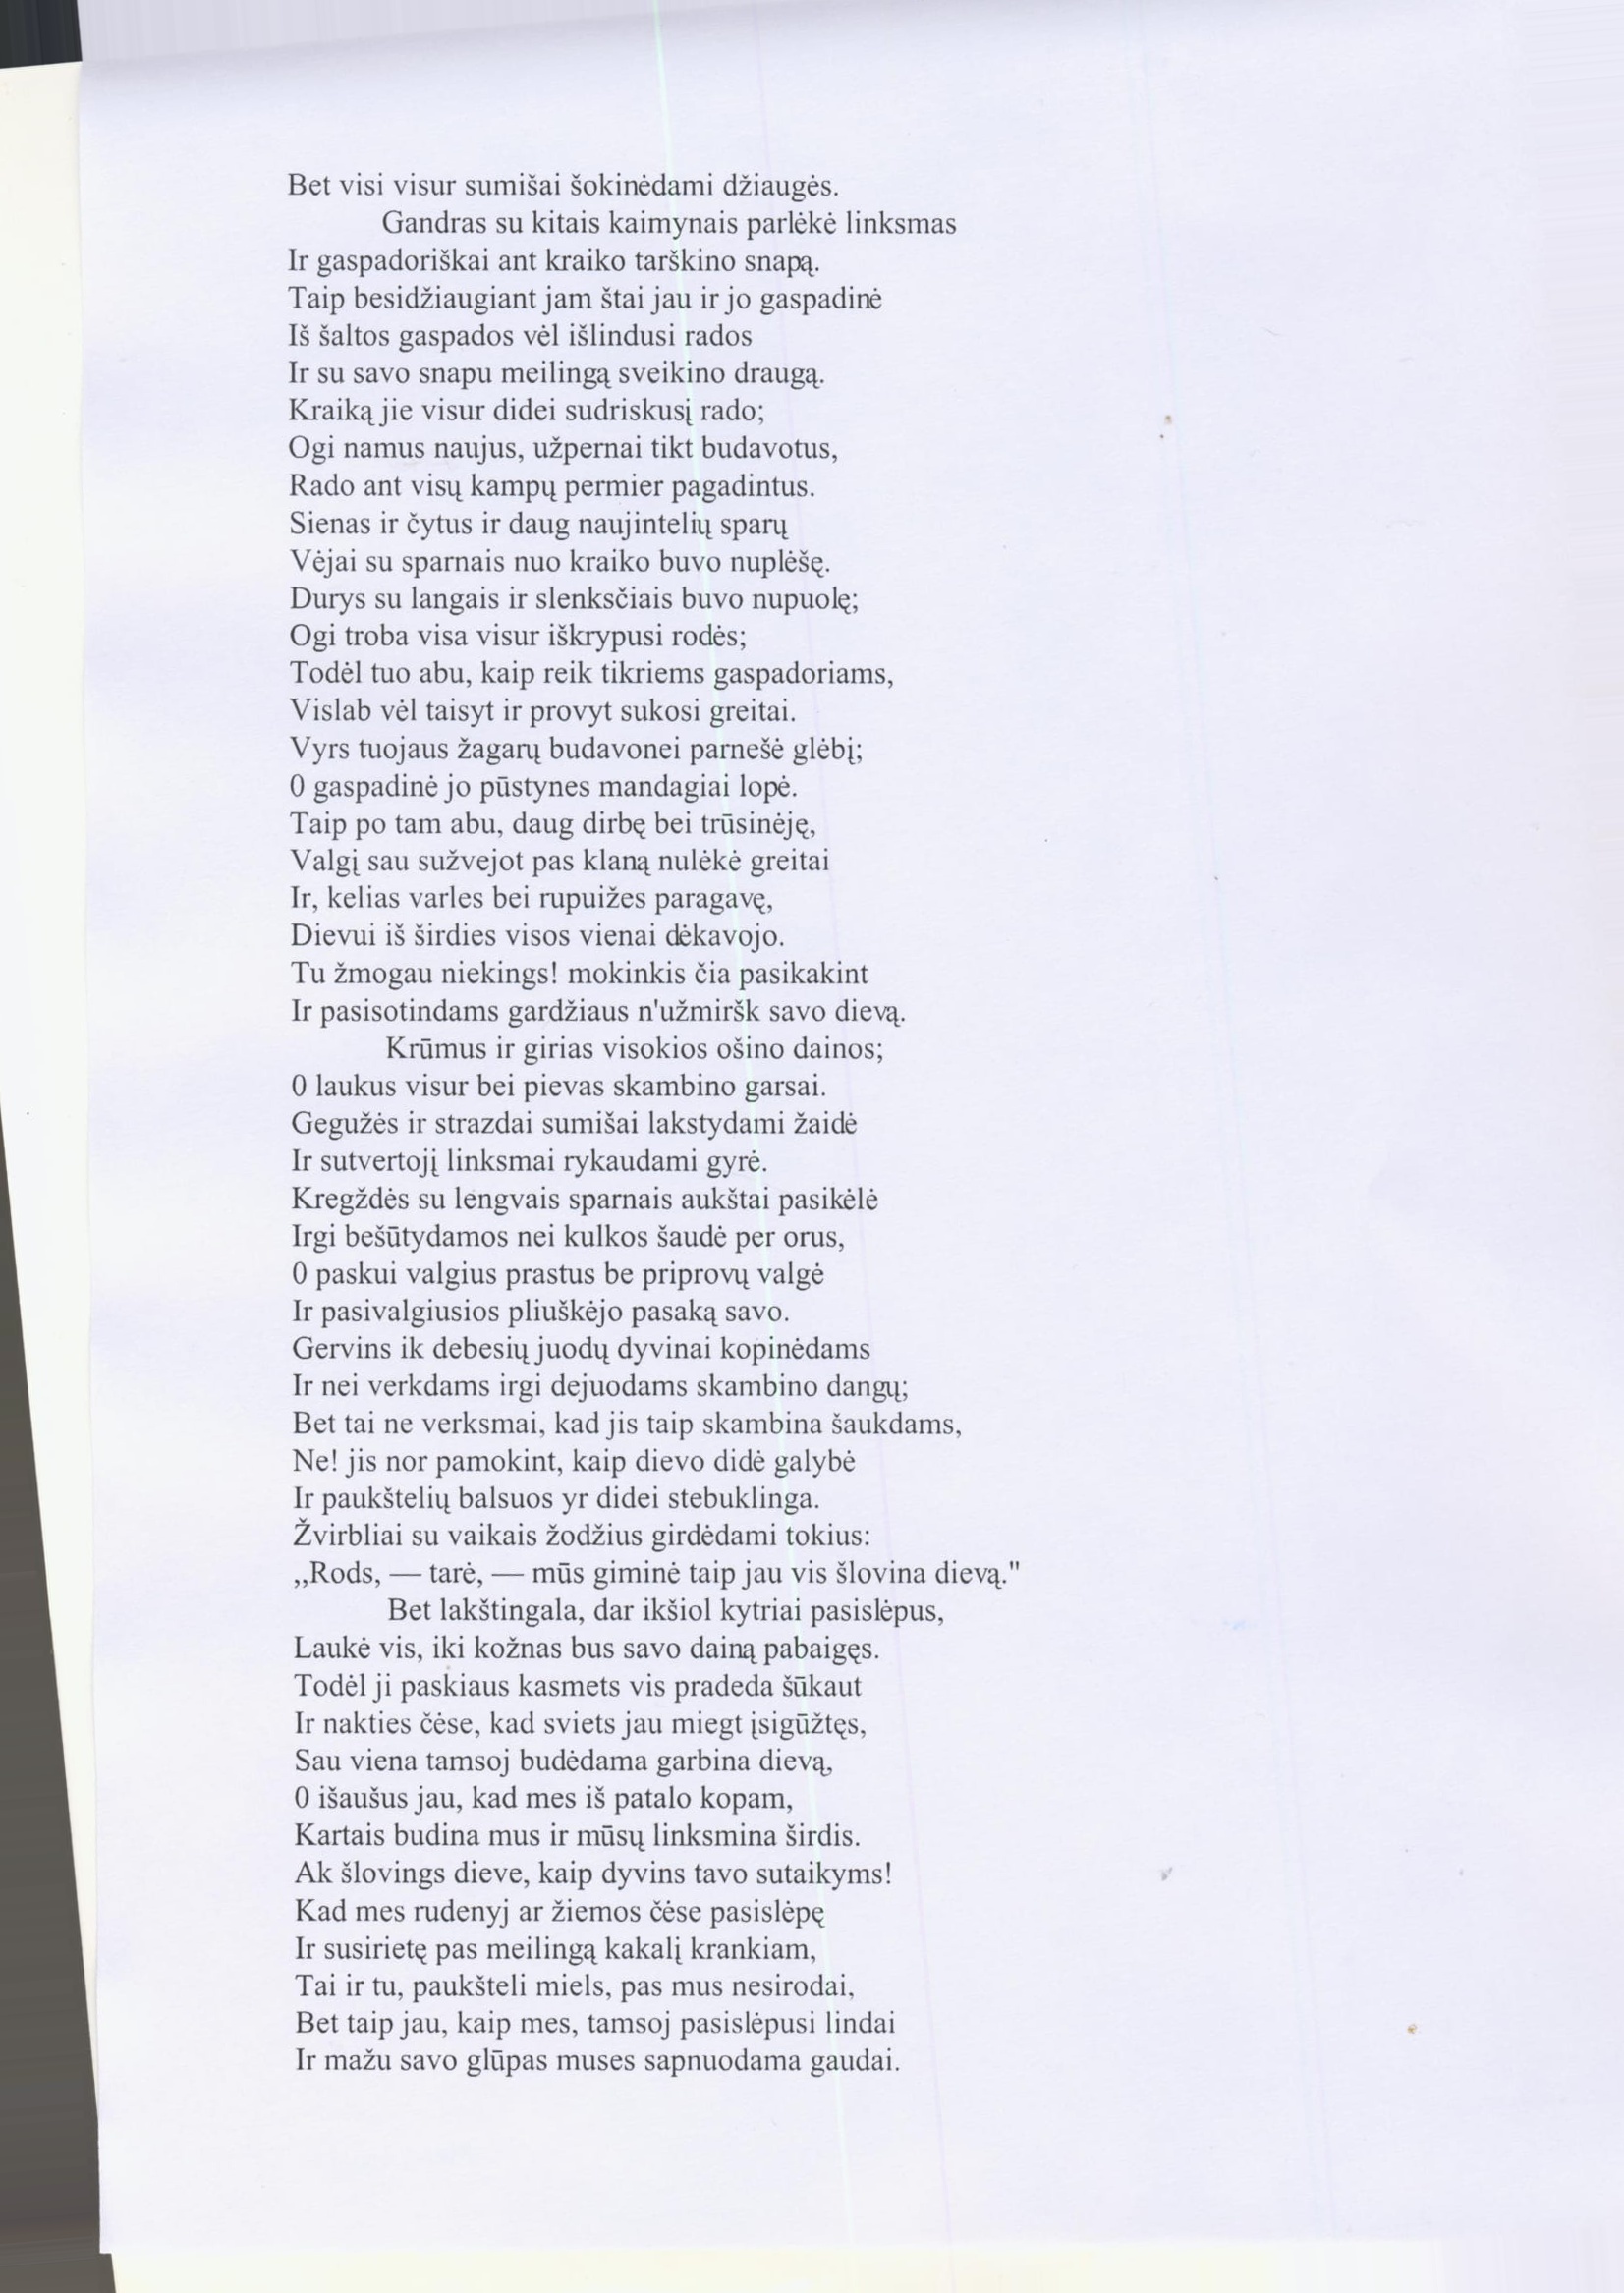 Bet visi visur sumišai šokinėdami džiaugės.
Gandras su kitais kaimynais parlėkė linksmas
Ir gaspadoriškai ant kraiko tarškino snapą.
Taip besidžiaugiant jam štai jau ir jo gaspadinė
Iš šaltos gaspados vėl išlindusi rados
Ir su savo snapu meilingą sveikino draugą.
Kraiką jie visur didei sudriskusį rado;
Ogi namus naujus, užpernai tikt budavotus,
Rado ant visų kampų permier pagadintus.
Sienas ir čytus ir daug naujintelių sparų
Vėjai su sparnais nuo kraiko buvo nuplėšę.
Durys su langais ir slenksčiais buvo nupuolę;
Ogi troba visa visur iškrypusi rodės;
Todėl tuo abu, kaip reik tikriems gaspadoriams,
Vislab vėl taisyt ir provyt sukosi greitai.
Vyrs tuojaus žagarų budavonei parnešė glėbį;
0 gaspadinė jo pūstynes mandagiai lopė.
Taip po tam abu, daug dirbę bei trūsinėję,
Valgį sau sužvejot pas klaną nulėkė greitai
Ir, kelias varles bei rupuižes paragavę,
Dievui iš širdies visos vienai dėkavojo.
Tu žmogau niekings! mokinkis čia pasikakint
Ir pasisotindams gardžiaus n'užmiršk savo dievą.
Krūmus ir girias visokios ošino dainos;
0 laukus visur bei pievas skambino garsai.
Gegužės ir strazdai sumišai lakstydami žaidė
Ir sutvertojį linksmai rykaudami gyrė.
Kregždės su lengvais sparnais aukštai pasikėlė
Irgi bešūtydamos nei kulkos šaudė per orus,
0 paskui valgius prastus be priprovų valgė
Ir pasivalgiusios pliuškėjo pasaką savo.
Gervins ik debesių juodų dyvinai kopinėdams
Ir nei verkdams irgi dejuodams skambino dangų;
Bet tai ne verksmai, kad jis taip skambina šaukdams,
Ne! jis nor pamokint, kaip dievo didė galybė
Ir paukštelių balsuos yr didei stebuklinga.
Žvirbliai su vaikais žodžius girdėdami tokius:
,,Rods, — tarė, — mūs giminė taip jau vis šlovina dievą."
Bet lakštingala, dar ikšiol kytriai pasislėpus,
Laukė vis, iki kožnas bus savo dainą pabaigęs.
Todėl ji paskiaus kasmets vis pradeda šūkaut
Ir nakties čėse, kad sviets jau miegt įsigūžtęs,
Sau viena tamsoj budėdama garbina dievą,
0 išaušus jau, kad mes iš patalo kopam,
Kartais budina mus ir mūsų linksmina širdis.
Ak šlovings dieve, kaip dyvins tavo sutaikyms!
Kad mes rudenyj ar žiemos čėse pasislėpę
Ir susirietę pas meilingą kakalį krankiam,
Tai ir tu, paukšteli miels, pas mus nesirodai,
Bet taip jau, kaip mes, tamsoj pasislėpusi lindai
Ir mažu savo glūpas muses sapnuodama gaudai.